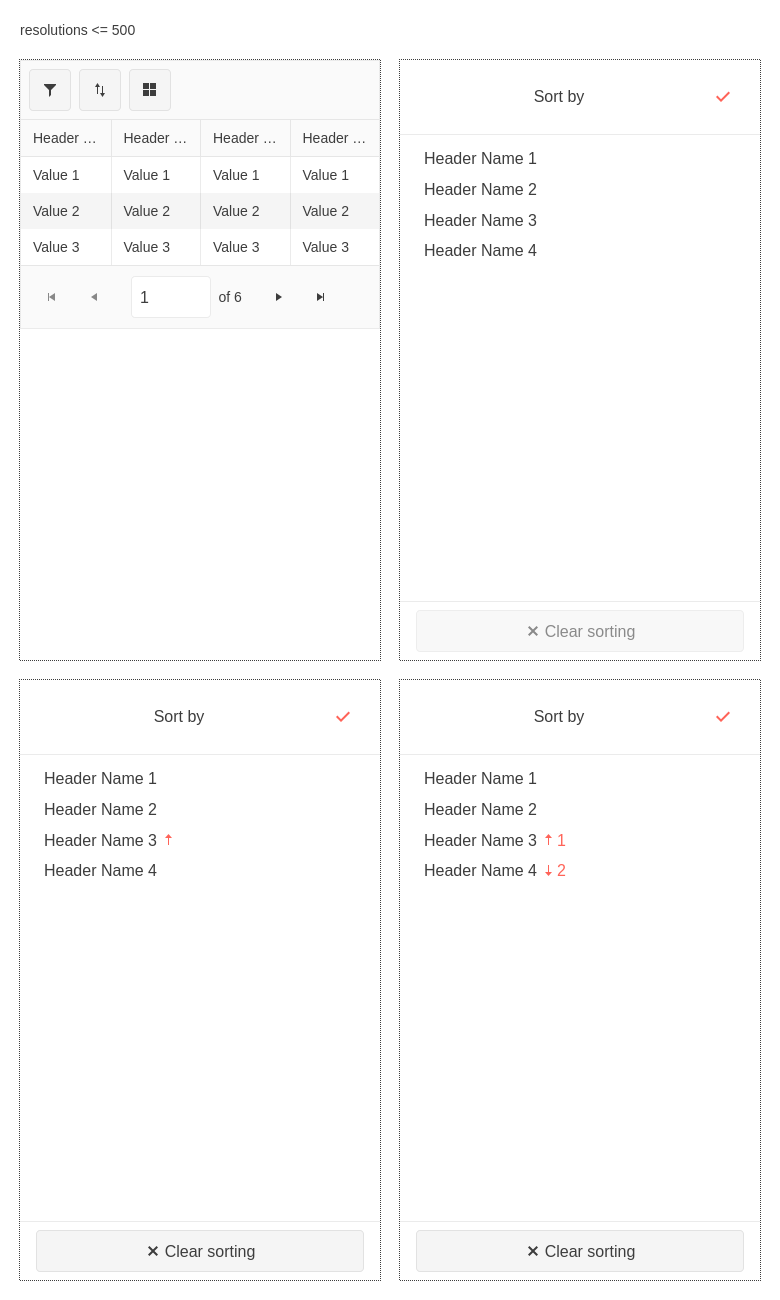 resolutions <= 500
Header ... Header ... Header ... Header ...
Value 1 Value 1 Value 1 Value 1
Value 2 Value 2 Value 2 Value 2
Value 3 Value 3 Value 3 Value 3
1 of 6
Sort by
Header Name 1
Header Name 2
Header Name 3
Header Name 4
Clear sorting
Sort by
Header Name 1
Header Name 2
Header Name 3
Header Name 4
Clear sorting
Sort by
Header Name 1
Header Name 2
Header Name 3 ↑ 1
Header Name 4 ↓ 2
Clear sorting